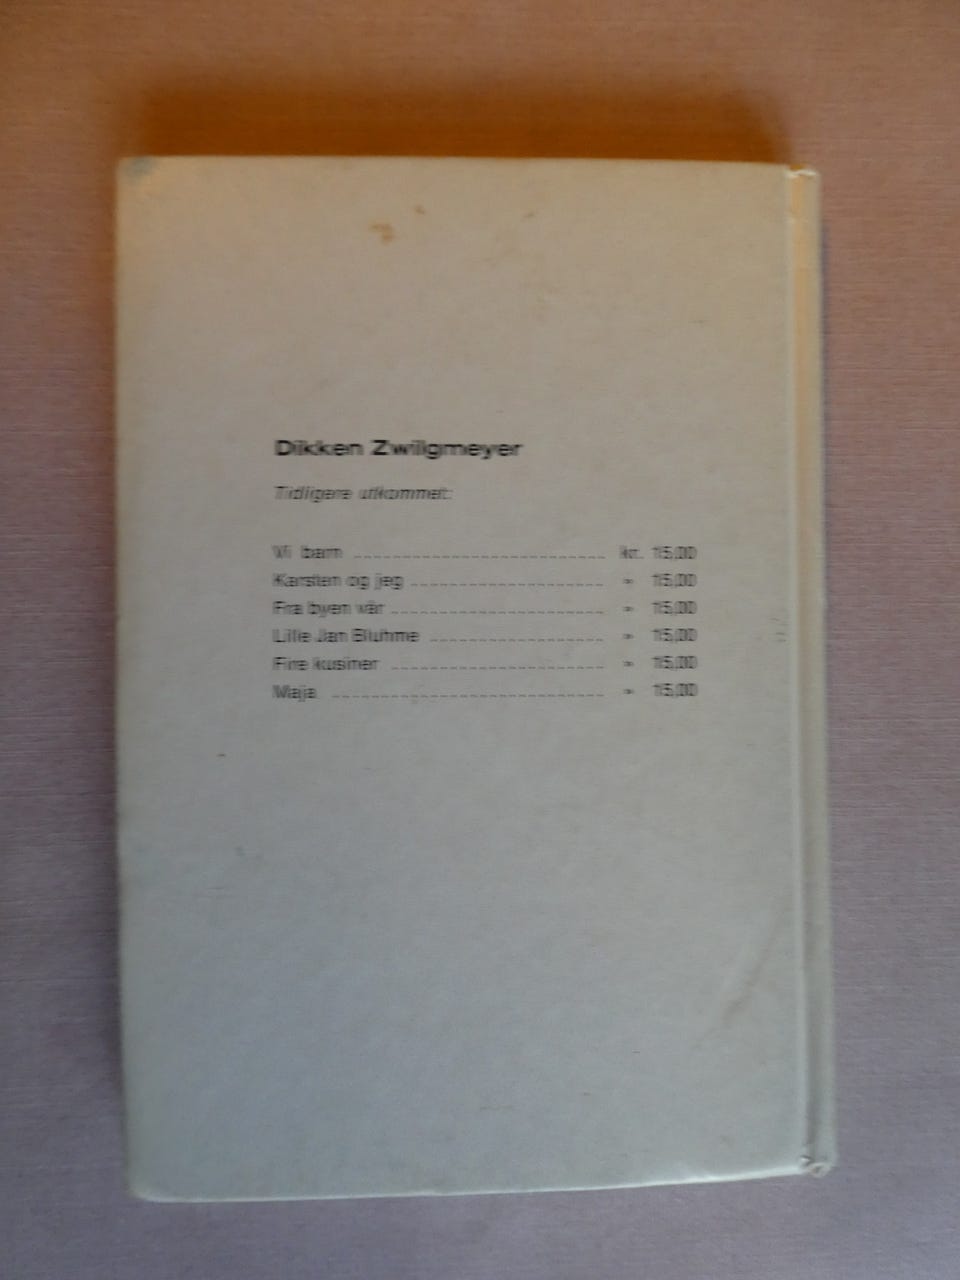 Dikken Zwilgmeyer
Tidligere utkommet:
Vi barn kr. 15,00
Karsten og jeg » 15,00
Fra byen vår » 15,00
Lille Jan Bluhme » 15,00
Fire kusiner » 15,00
Maja » 15,00